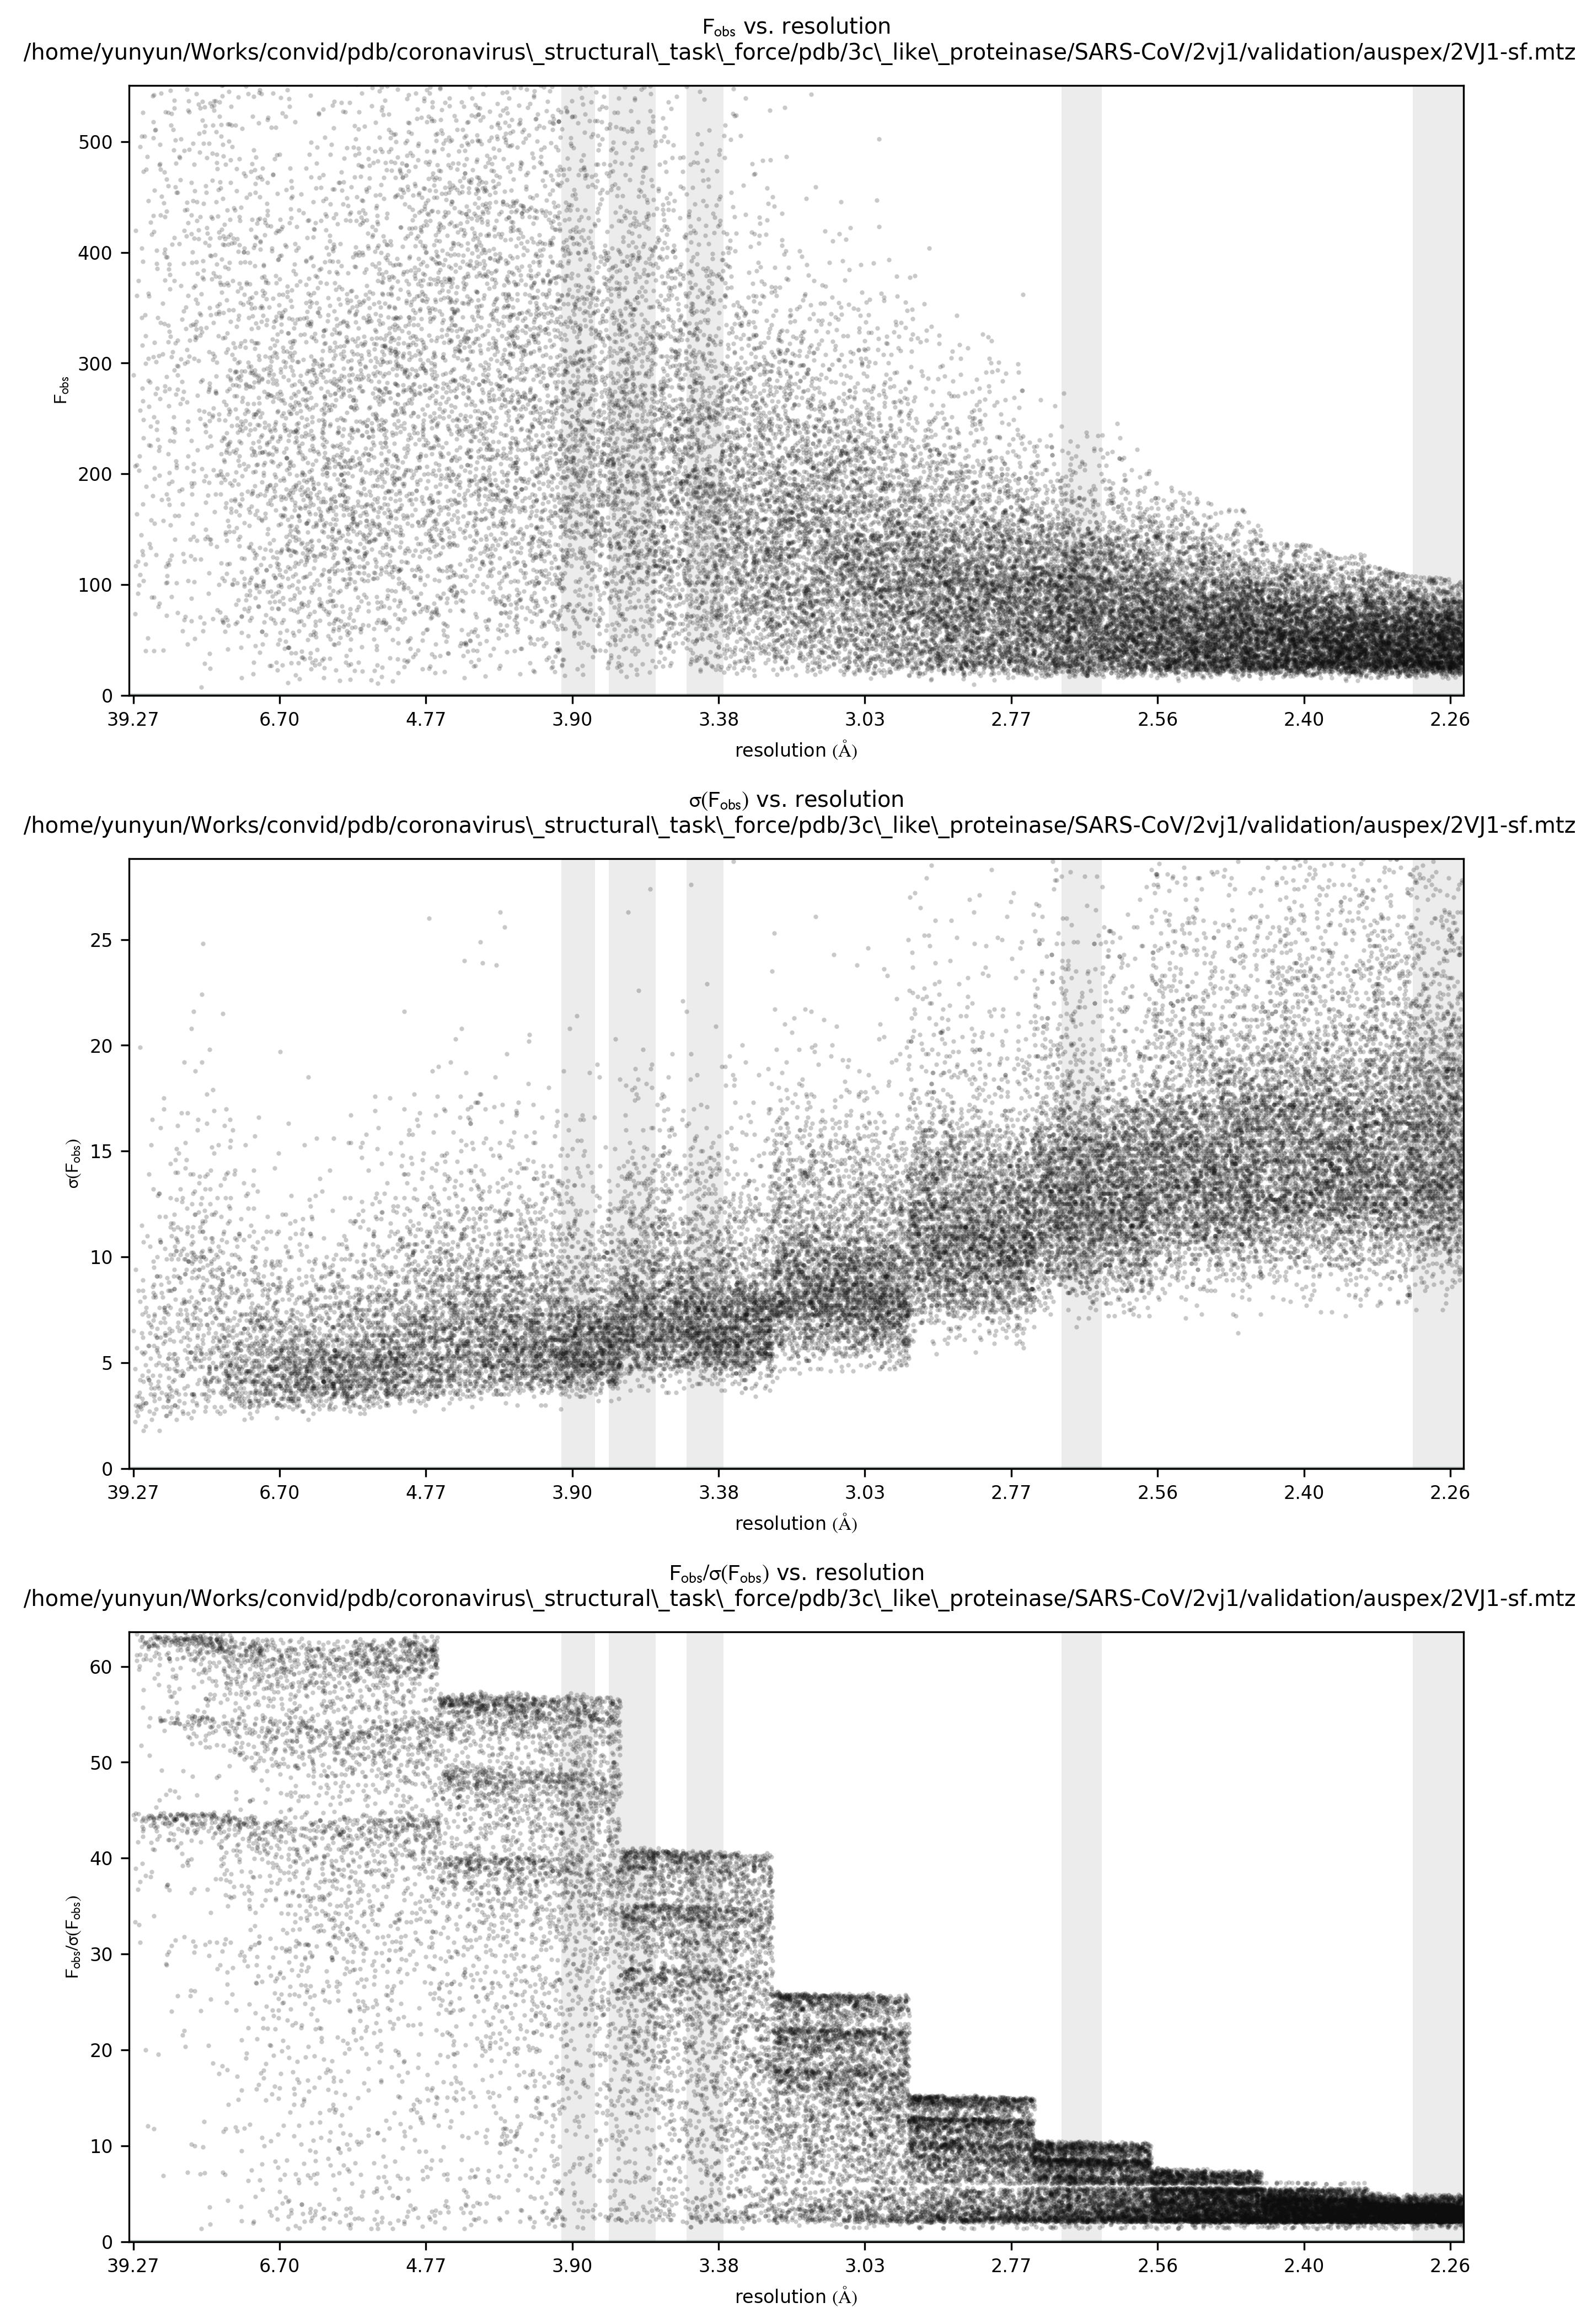 Fobs vs. resolution
/home/yunyun/Works/convid/pdb/coronavirus\_structural\_task\_force/pdb/3c\_like\_proteinase/SARS-CoV/2vj1/validation/auspex/2VJ1-sf.mtz
500
400
300
200
100
0
Fobs
39.27 6.70 4.77 3.90 3.38 3.03 2.77 2.56 2.40 2.26
resolution (Å)
σ(Fobs) vs. resolution
/home/yunyun/Works/convid/pdb/coronavirus\_structural\_task\_force/pdb/3c\_like\_proteinase/SARS-CoV/2vj1/validation/auspex/2VJ1-sf.mtz
25
20
15
10
5
0
σ(Fobs)
39.27 6.70 4.77 3.90 3.38 3.03 2.77 2.56 2.40 2.26
resolution (Å)
Fobs/σ(Fobs) vs. resolution
/home/yunyun/Works/convid/pdb/coronavirus\_structural\_task\_force/pdb/3c\_like\_proteinase/SARS-CoV/2vj1/validation/auspex/2VJ1-sf.mtz
60
50
40
30
20
10
0
Fobs/σ(Fobs)
39.27 6.70 4.77 3.90 3.38 3.03 2.77 2.56 2.40 2.26
resolution (Å)